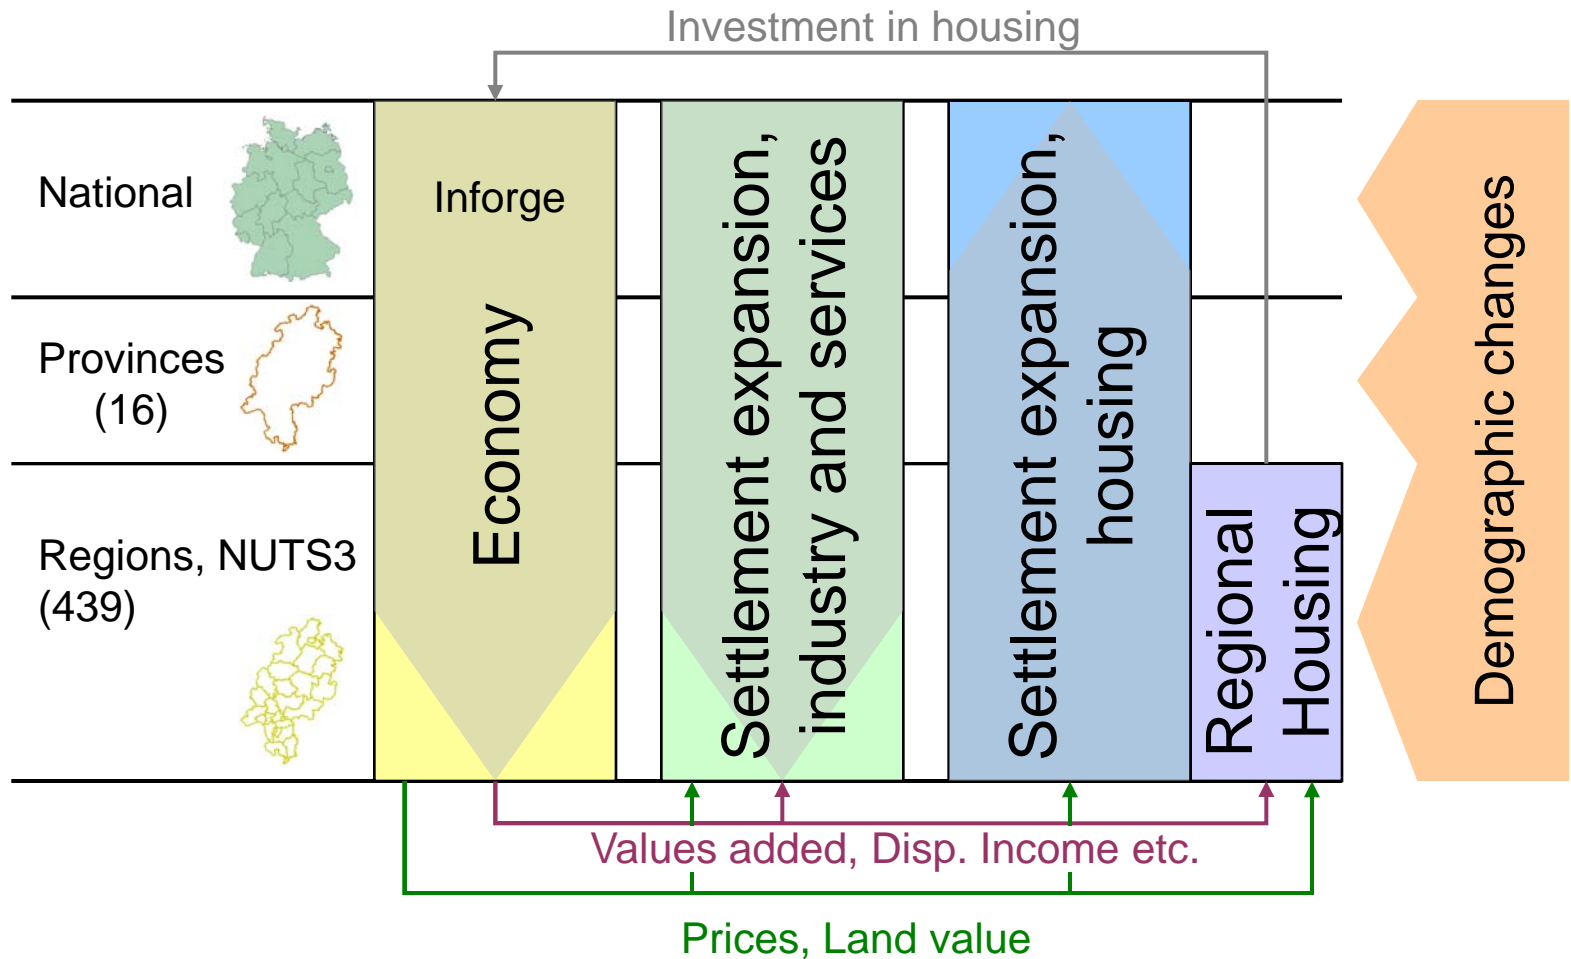 Investment in housing
National
Inforge
Provinces
(16)
Regions, NUTS3
(439)
Economy
Settlement expansion,
industry and services
Settlement expansion,
housing
Regional
Housing
Demographic changes
Values added, Disp. Income etc.
Prices, Land value